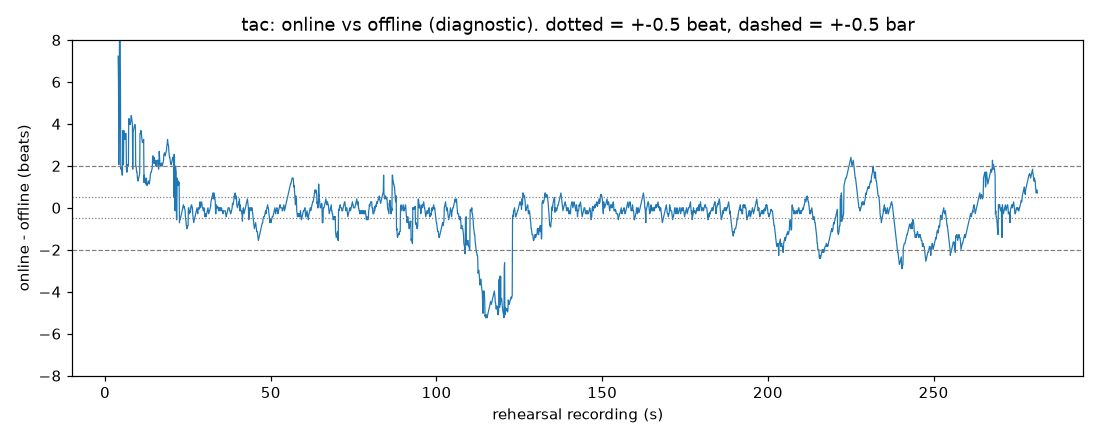 tac: online vs offline (diagnostic). dotted = +-0.5 beat, dashed = +-0.5 bar
online - offline (beats)
8
6
4
2
0
−2
−4
−6
−8
0 50 100 150 200 250
rehearsal recording (s)